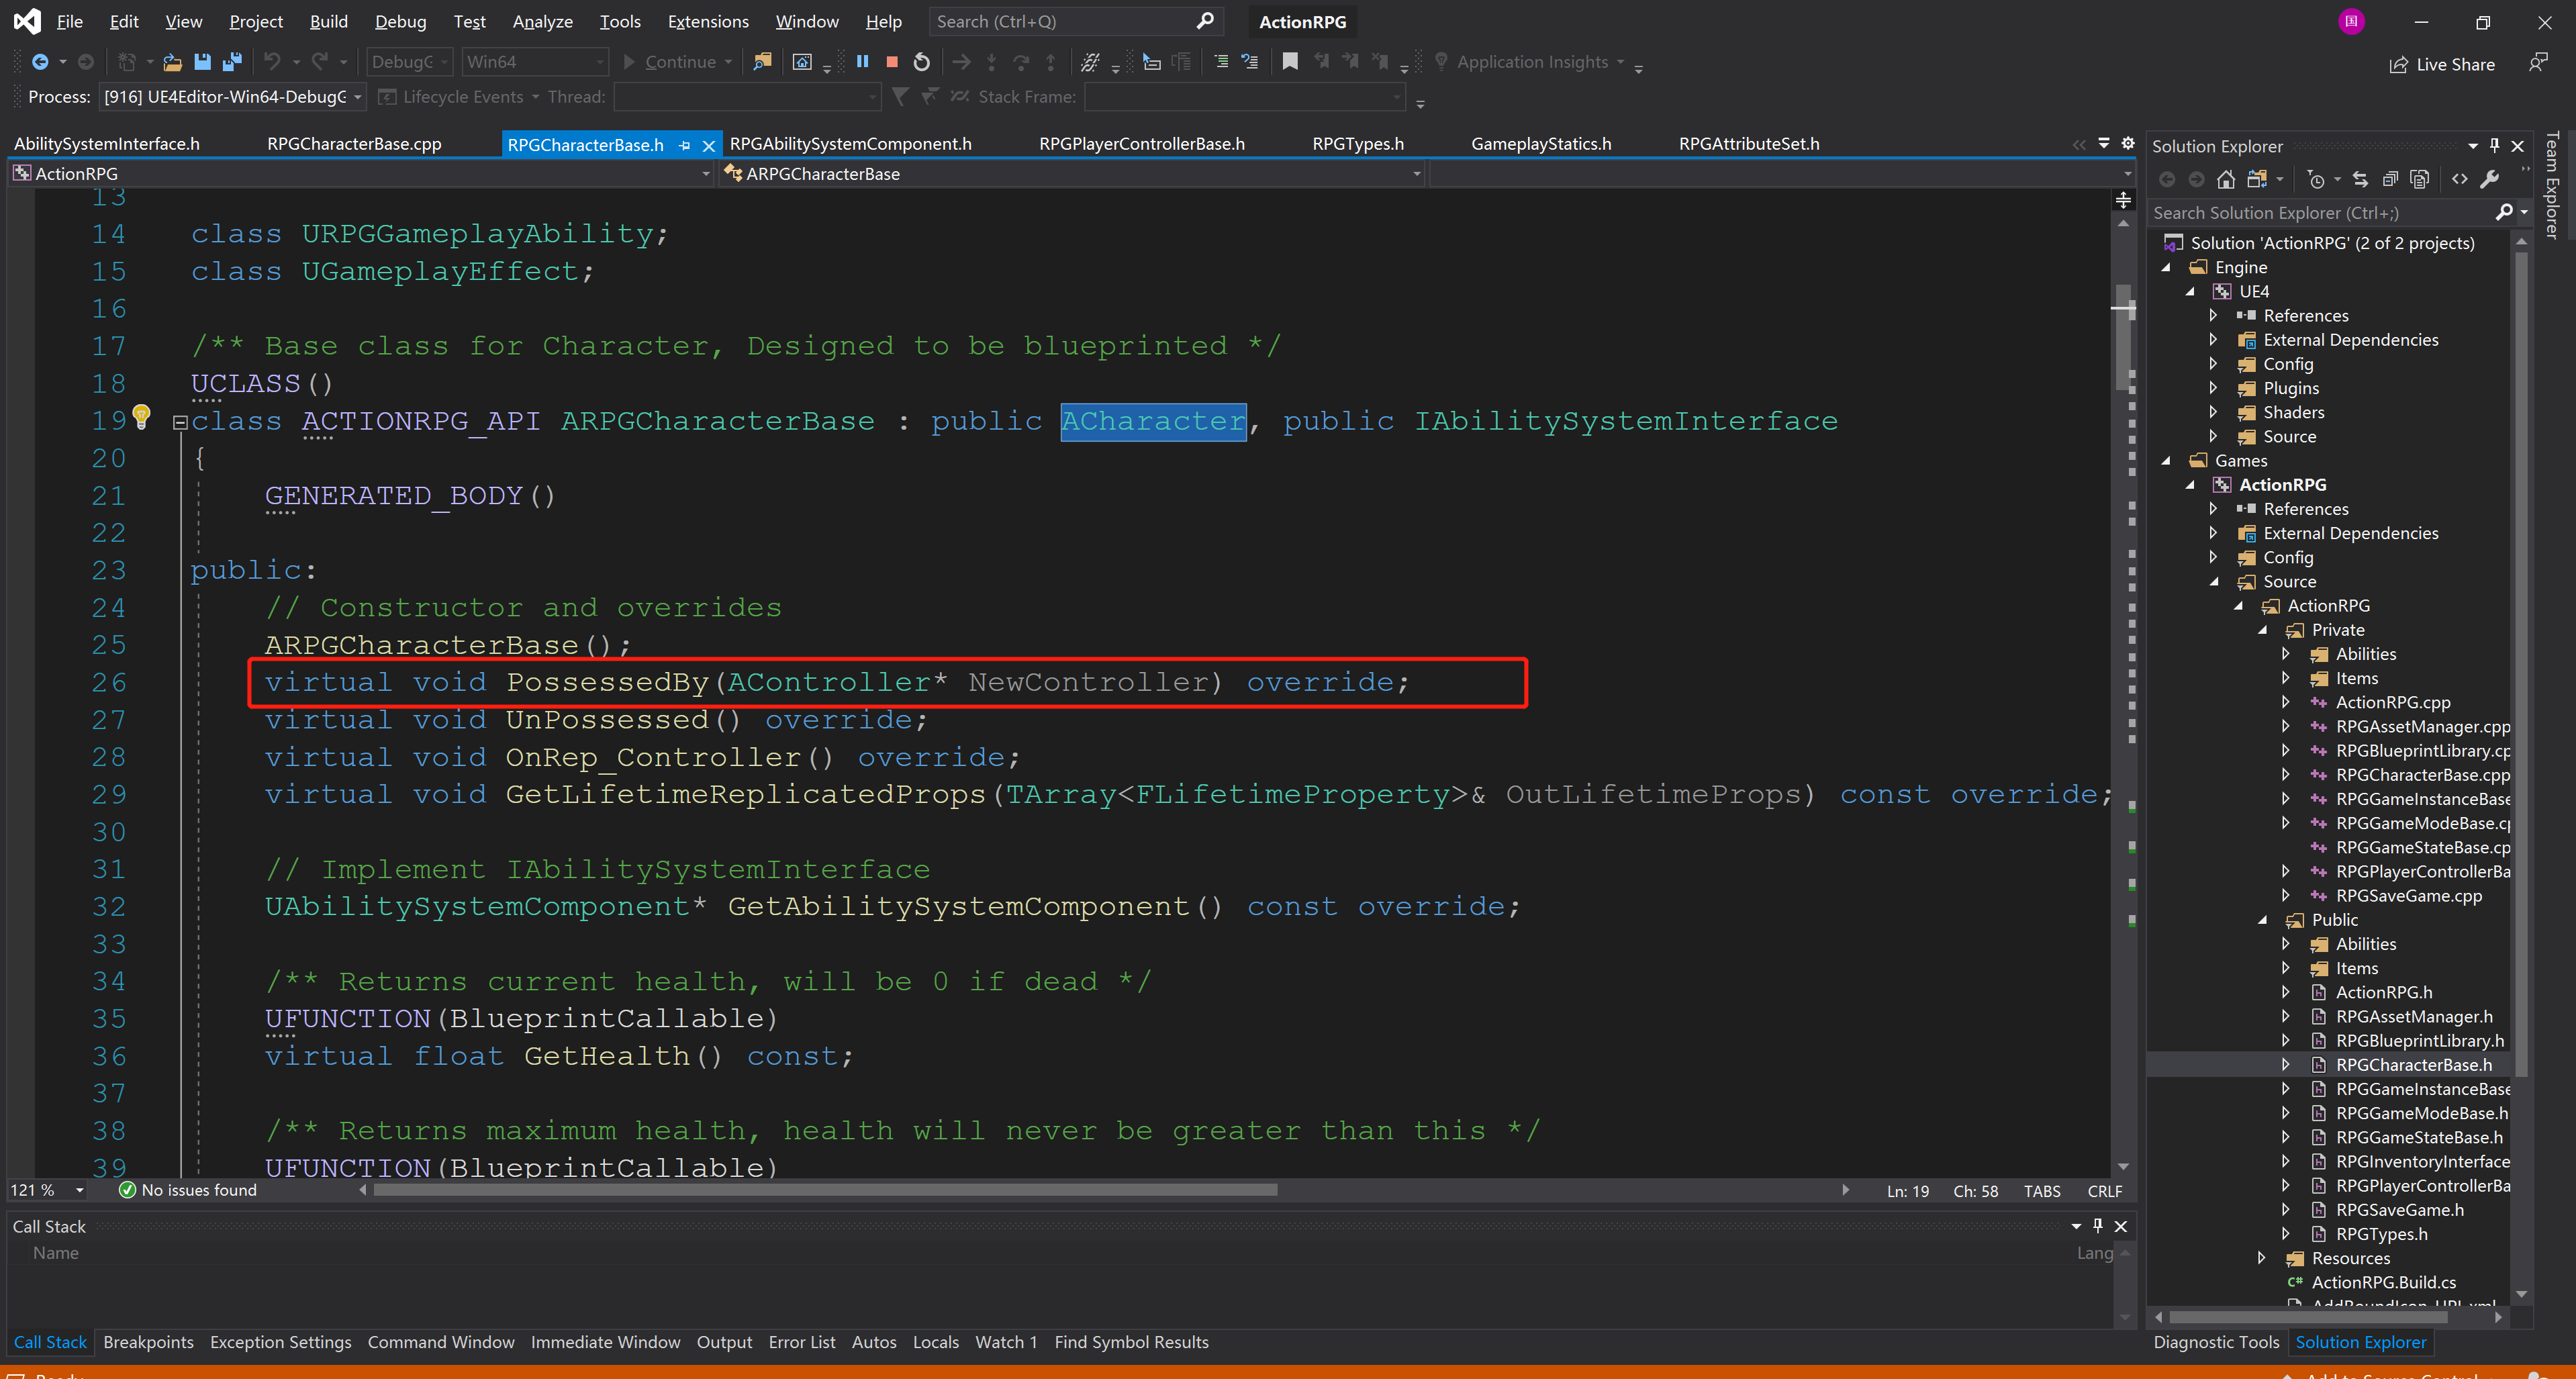 File Edit View Project Build Debug Test Analyze Tools Extensions Window Help Search (Ctrl+Q) ActionRPG 国
DebugG Win64 Continue Application Insights Live Share
Process: [916] UE4Editor-Win64-DebugG Lifecycle Events Thread: Stack Frame:
AbilitySystemInterface.h RPGCharacterBase.cpp RPGCharacterBase.h RPGAbilitySystemComponent.h RPGPlayerControllerBase.h RPGTypes.h GameplayStatics.h RPGAttributeSet.h
ActionRPG ARPGCharacterBase
13
14 class URPGGameplayAbility;
15 class UGameplayEffect;
16
17 /** Base class for Character, Designed to be blueprinted */
18 UCLASS()
19 class ACTIONRPG_API ARPGCharacterBase : public ACharacter, public IAbilitySystemInterface
20 {
21 GENERATED_BODY()
22
23 public:
24 // Constructor and overrides
25 ARPGCharacterBase();
26 virtual void PossessedBy(AController* NewController) override;
27 virtual void UnPossessed() override;
28 virtual void OnRep_Controller() override;
29 virtual void GetLifetimeReplicatedProps(TArray<FLifetimeProperty>& OutLifetimeProps) const override;
30
31 // Implement IAbilitySystemInterface
32 UAbilitySystemComponent* GetAbilitySystemComponent() const override;
33
34 /** Returns current health, will be 0 if dead */
35 UFUNCTION(BlueprintCallable)
36 virtual float GetHealth() const;
37
38 /** Returns maximum health, health will never be greater than this */
39 UFUNCTION(BlueprintCallable)
121 % No issues found Ln: 19 Ch: 58 TABS CRLF
Call Stack
Name Lang
Call Stack Breakpoints Exception Settings Command Window Immediate Window Output Error List Autos Locals Watch 1 Find Symbol Results
Solution Explorer
Search Solution Explorer (Ctrl+;)
Solution 'ActionRPG' (2 of 2 projects)
Engine
UE4
References
External Dependencies
Config
Plugins
Shaders
Source
Games
ActionRPG
References
External Dependencies
Config
Source
ActionRPG
Private
Abilities
Items
ActionRPG.cpp
RPGAssetManager.cpp
RPGBlueprintLibrary.cp
RPGCharacterBase.cpp
RPGGameInstanceBase
RPGGameModeBase.cp
RPGGameStateBase.cp
RPGPlayerControllerBa
RPGSaveGame.cpp
Public
Abilities
Items
ActionRPG.h
RPGAssetManager.h
RPGBlueprintLibrary.h
RPGCharacterBase.h
RPGGameInstanceBase
RPGGameModeBase.h
RPGGameStateBase.h
RPGInventoryInterface
RPGPlayerControllerBa
RPGSaveGame.h
RPGTypes.h
Resources
ActionRPG.Build.cs
Diagnostic Tools Solution Explorer
Team Explorer